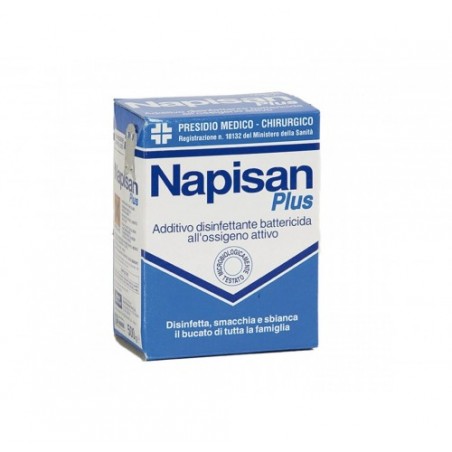 PRESIDIO MEDICO - CHIRURGICO
Registrazione n. 18132 del Ministero della Sanità
Napisan
Plus
Additivo disinfettante battericida
all'ossigeno attivo
MICROBIOLOGICAMENTE
TESTATO
Disinfetta, smacchia e sbianca
il bucato di tutta la famiglia